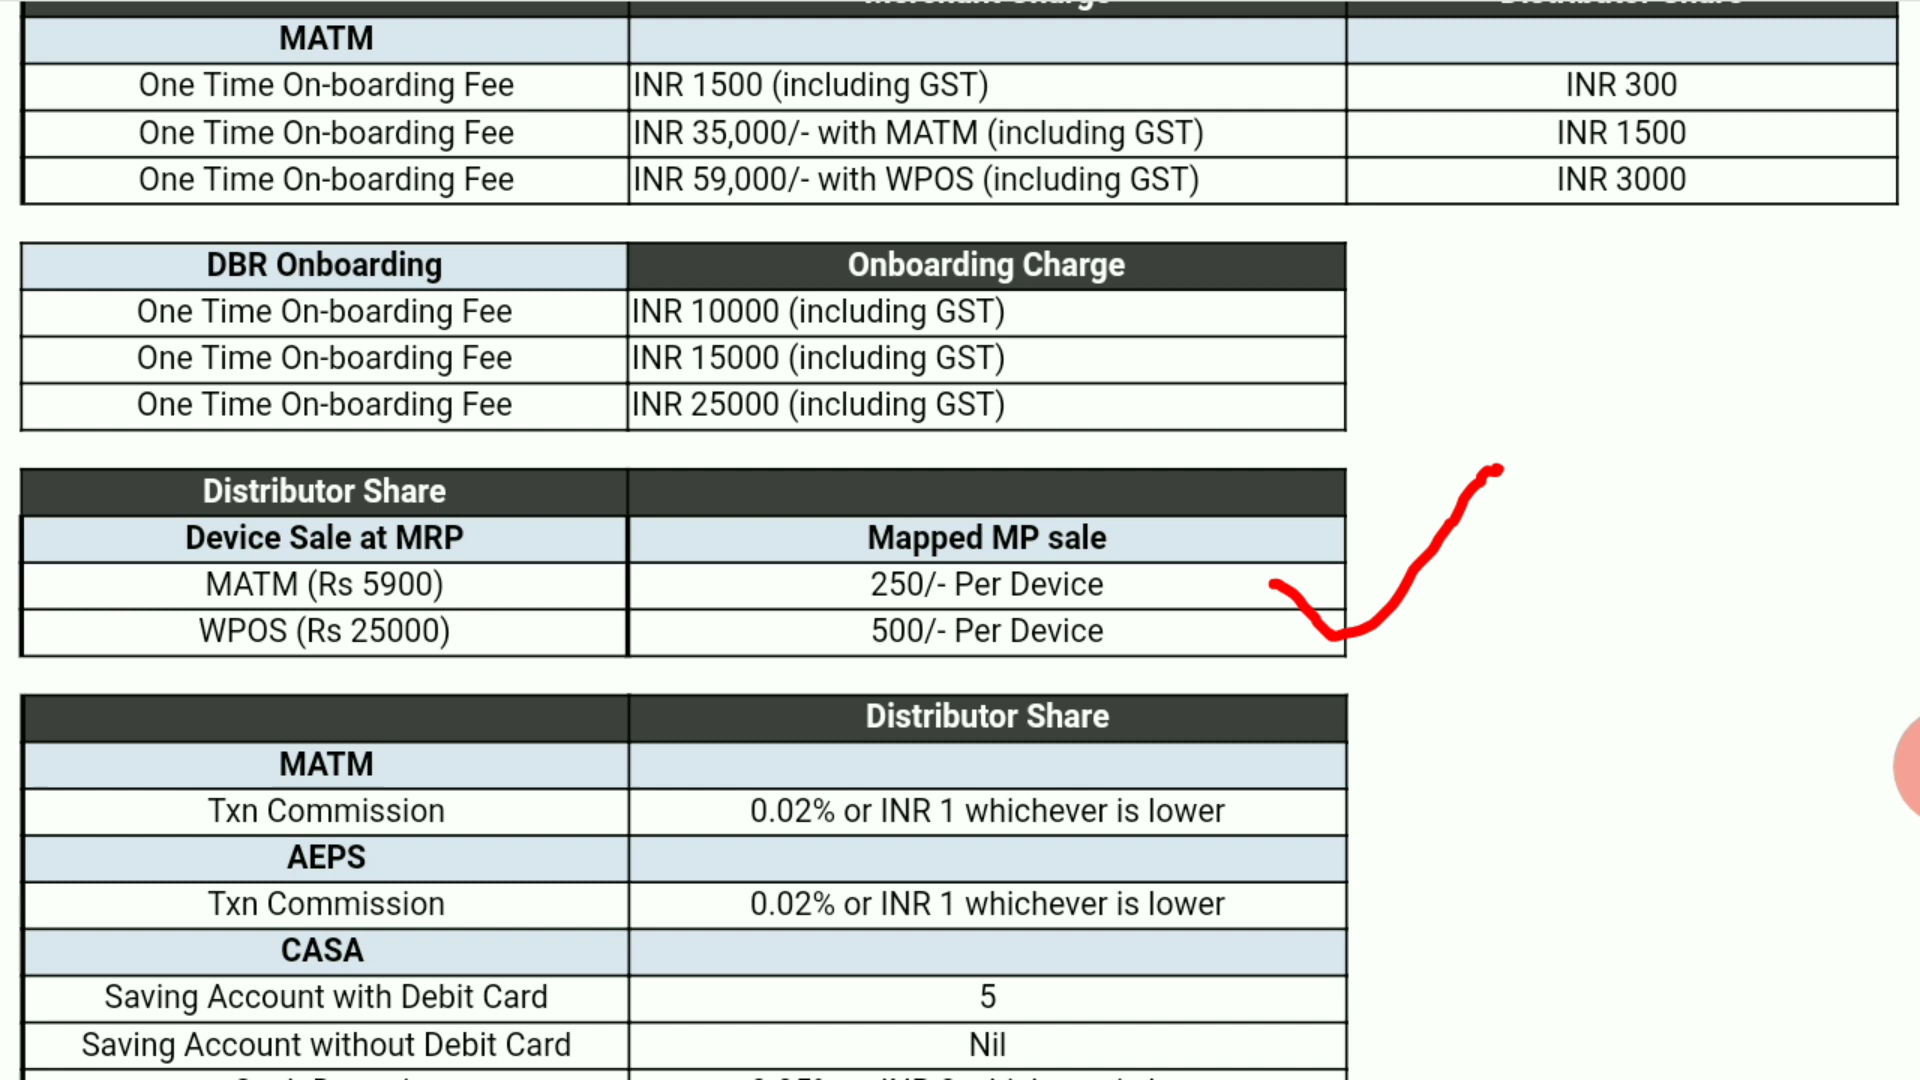 Merchant Charge Distributor Share
MATM
One Time On-boarding Fee INR 1500 (including GST) INR 300
One Time On-boarding Fee INR 35,000/- with MATM (including GST) INR 1500
One Time On-boarding Fee INR 59,000/- with WPOS (including GST) INR 3000
DBR Onboarding Onboarding Charge
One Time On-boarding Fee INR 10000 (including GST)
One Time On-boarding Fee INR 15000 (including GST)
One Time On-boarding Fee INR 25000 (including GST)
Distributor Share
Device Sale at MRP Mapped MP sale
MATM (Rs 5900) 250/- Per Device
WPOS (Rs 25000) 500/- Per Device
Distributor Share
MATM
Txn Commission 0.02% or INR 1 whichever is lower
AEPS
Txn Commission 0.02% or INR 1 whichever is lower
CASA
Saving Account with Debit Card 5
Saving Account without Debit Card Nil